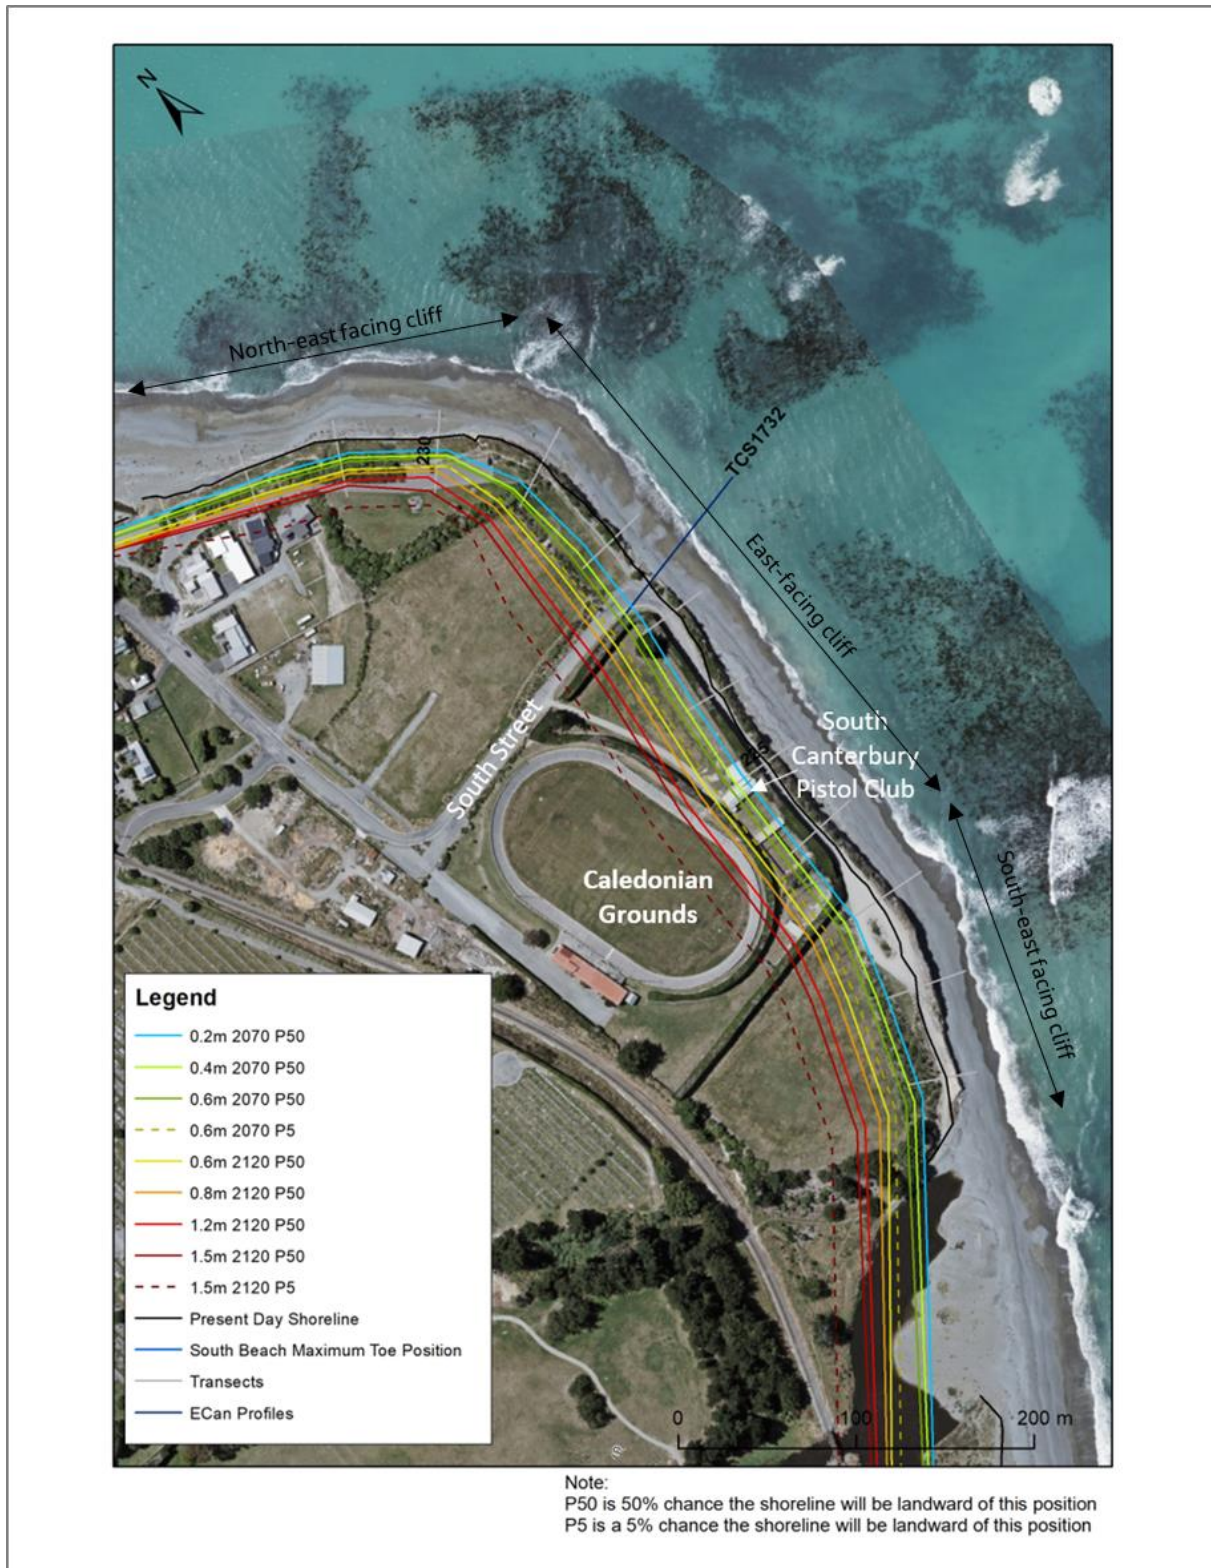 N
North-east facing cliff
TCS1732
230
East-facing cliff
South
Canterbury
Pistol Club
South Street
Caledonian
Grounds
South-east facing cliff
Legend
0.2m 2070 P50
0.4m 2070 P50
0.6m 2070 P50
0.6m 2070 P5
0.6m 2120 P50
0.8m 2120 P50
1.2m 2120 P50
1.5m 2120 P50
1.5m 2120 P5
Present Day Shoreline
South Beach Maximum Toe Position
Transects
ECan Profiles
0 100 200 m
Note:
P50 is 50% chance the shoreline will be landward of this position
P5 is a 5% chance the shoreline will be landward of this position